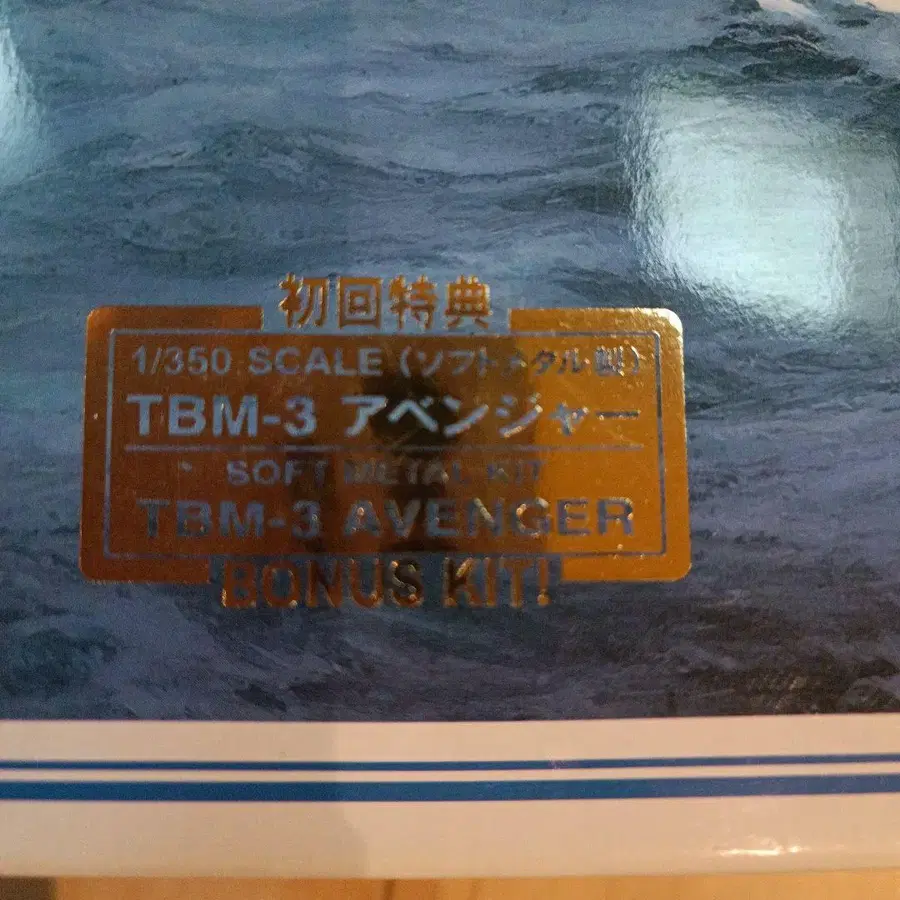 初回特典
1/350 SCALE (ソフトメタル製)
TBM-3 アベンジャー
SOFT METAL KIT
TBM-3 AVENGER
BONUS KIT!